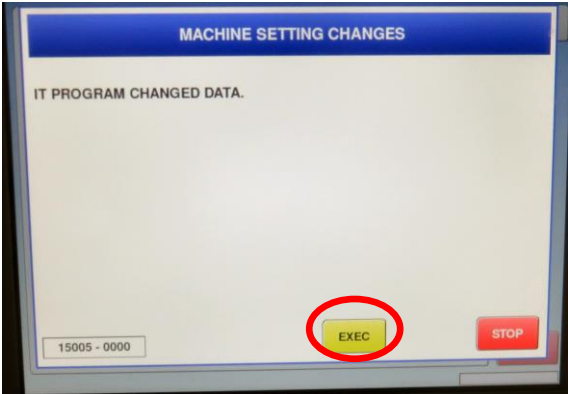 MACHINE SETTING CHANGES
IT PROGRAM CHANGED DATA.
EXEC
STOP
15005 - 0000